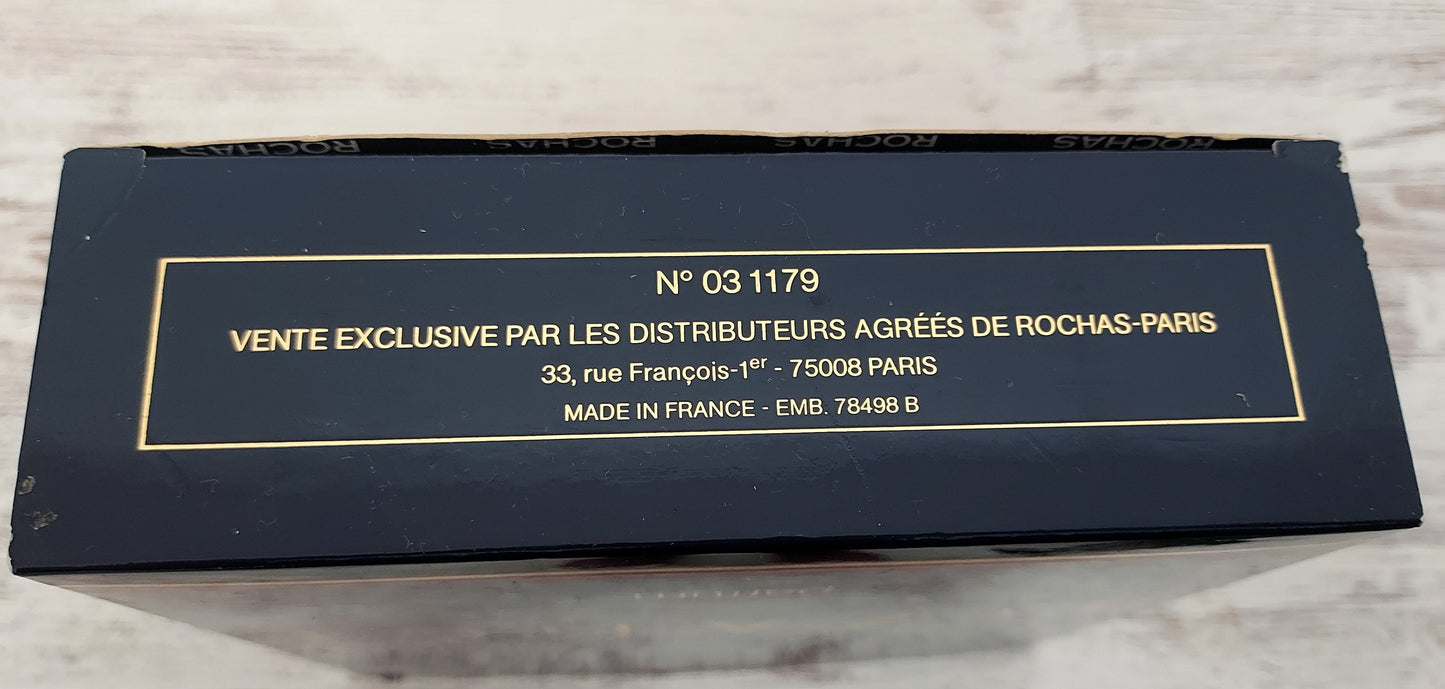 ROCHAS ROCHAS ROCHAS ROCHAS
N° 03 1179
VENTE EXCLUSIVE PAR LES DISTRIBUTEURS AGRÉÉS DE ROCHAS-PARIS
33, rue François-1er - 75008 PARIS
MADE IN FRANCE - EMB. 78498 B